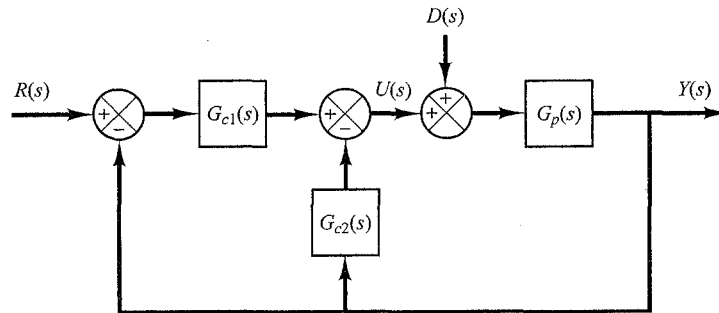 D(s)
R(s)
U(s)
Y(s)
+
+
+
+
G_{c1}(s)
G_p(s)
−
−
G_{c2}(s)